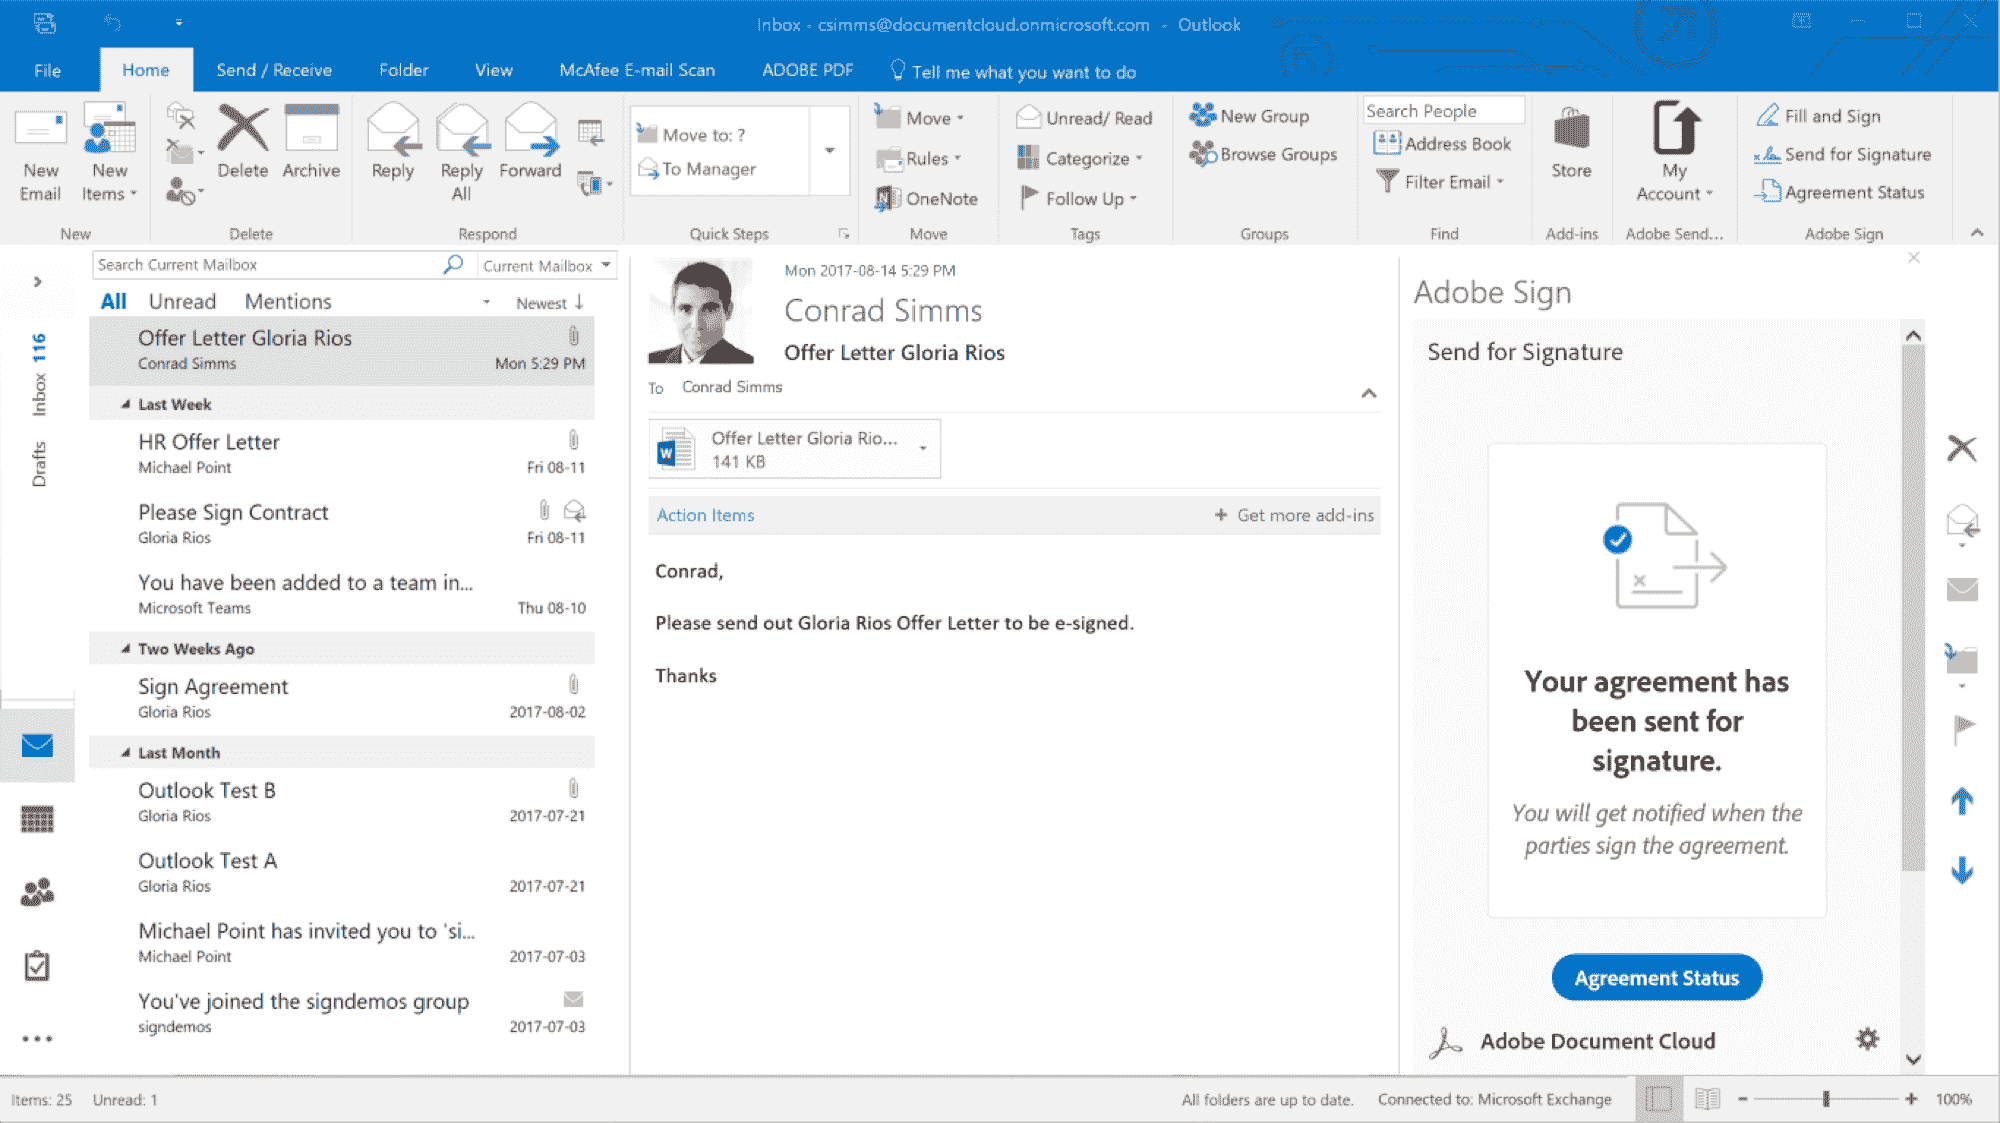 Inbox - csimms@documentcloud.onmicrosoft.com - Outlook
File Home Send / Receive Folder View McAfee E-mail Scan ADOBE PDF Tell me what you want to do
New Email
New Items
Delete
Archive
Reply
Reply All
Forward
Move to: ?
To Manager
Move
Rules
OneNote
Unread/ Read
Categorize
Follow Up
New Group
Browse Groups
Search People
Address Book
Filter Email
Store
My Account
Fill and Sign
Send for Signature
Agreement Status
New Delete Respond Quick Steps Move Tags Groups Find Add-ins Adobe Send... Adobe Sign
Inbox 116
Drafts
Search Current Mailbox Current Mailbox
All Unread Mentions Newest
Offer Letter Gloria Rios
Conrad Simms Mon 5:29 PM
Last Week
HR Offer Letter
Michael Point Fri 08-11
Please Sign Contract
Gloria Rios Fri 08-11
You have been added to a team in...
Microsoft Teams Thu 08-10
Two Weeks Ago
Sign Agreement
Gloria Rios 2017-08-02
Last Month
Outlook Test B
Gloria Rios 2017-07-21
Outlook Test A
Gloria Rios 2017-07-21
Michael Point has invited you to 'si...
Michael Point 2017-07-03
You've joined the signdemos group
signdemos 2017-07-03
Mon 2017-08-14 5:29 PM
Conrad Simms
Offer Letter Gloria Rios
To Conrad Simms
Offer Letter Gloria Rio...
141 KB
Action Items + Get more add-ins
Conrad,
Please send out Gloria Rios Offer Letter to be e-signed.
Thanks
Adobe Sign
Send for Signature
Your agreement has
been sent for
signature.
You will get notified when the
parties sign the agreement.
Agreement Status
Adobe Document Cloud
Items: 25 Unread: 1 All folders are up to date. Connected to: Microsoft Exchange 100%